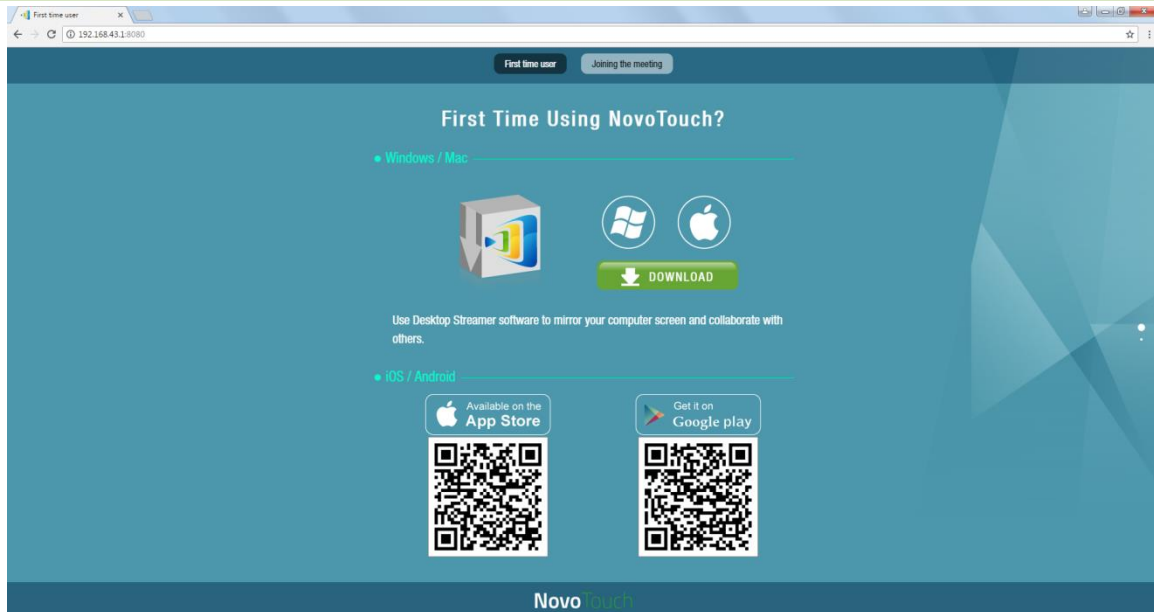 First time user
192.168.43.1:8080
First time user Joining the meeting
First Time Using NovoTouch?
Windows / Mac
DOWNLOAD
Use Desktop Streamer software to mirror your computer screen and collaborate with
others.
iOS / Android
Available on the
App Store
Get it on
Google play
NovoTouch